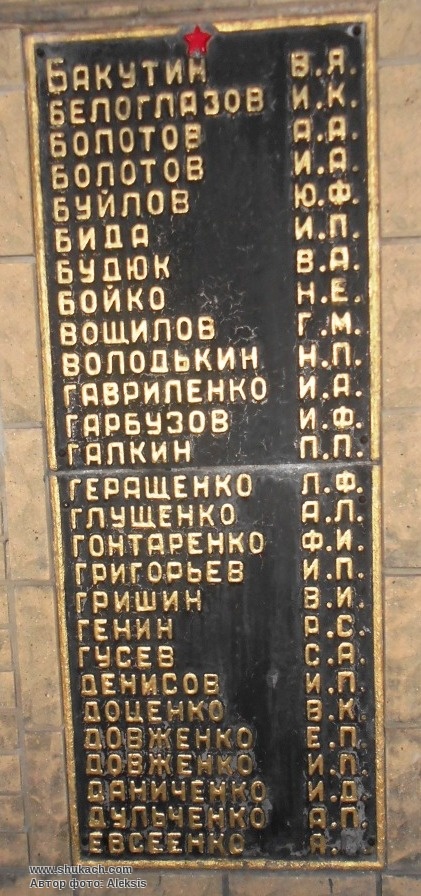 БАКУТИН В.Я.
БЕЛОГЛАЗОВ И.К.
БОЛОТОВ А.А.
БОЛОТОВ И.А.
БУЙЛОВ Ю.Ф.
БИДА И.П.
БУДЮК В.А.
БОЙКО Н.Е.
ВОЩИЛОВ Г.М.
ВОЛОДЬКИН Н.П.
ГАВРИЛЕНКО И.А.
ГАРБУЗОВ И.Ф.
ГАЛКИН П.П.
ГЕРАЩЕНКО Л.Ф.
ГЛУЩЕНКО А.Л.
ГОНТАРЕНКО Ф.И.
ГРИГОРЬЕВ И.П.
ГРИШИН В.И.
ГЕНИН Р.С.
ГУСЕВ С.А.
ДЕНИСОВ И.П.
ДОЦЕНКО В.К.
ДОВЖЕНКО Е.П.
ДОВЖЕНКО И.П.
ДАНИЧЕНКО И.Д.
ДУЛЬЧЕНКО А.П.
ЕВСЕЕНКО
www.shukach.com
Автор фото: Aleksis